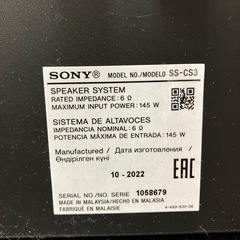 SONY® MODEL NO./MODELO SS-CS3
SPEAKER SYSTEM
RATED IMPEDANCE: 6 Ω
MAXIMUM INPUT POWER: 145 W
SISTEMA DE ALTAVOCES
IMPEDANCIA NOMINAL: 6 Ω
POTENCIA MÁXIMA DE ENTRADA: 145 W
Manufactured / Дата изготовления /
Өндірілген күні
10 - 2022
EAC
SERIAL NO./NO. SERIE 1058679
MADE IN MALAYSIA/HECHO EN MALASIA
FABRIQUÉ EN MALAISIE